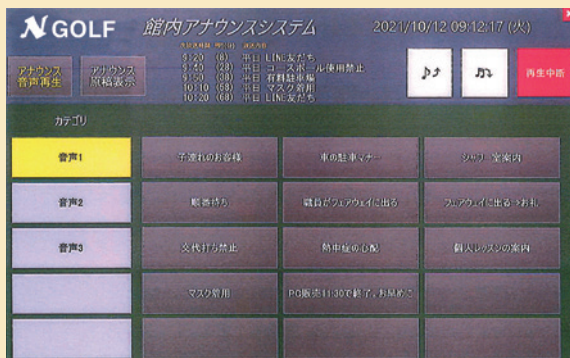 N GOLF
館内アナウンスシステム
2021/10/12 09:12:17 (火)
9:20 (8) 平日 LINE友だち
9:40 (28) 平日 コースボール使用禁止
9:50 (38) 平日 有料駐車場
10:10 (58) 平日 マスク着用
10:20 (68) 平日 LINE友だち
アナウンス
音声再生
アナウンス
原稿表示
再生中断
カテゴリ
音声1
子連れのお客様
車の駐車マナー
シャワー室案内
音声2
順番待ち
職員がフェアウェイに出る
フェアウェイに出る→お礼
音声3
交代打ち禁止
熱中症の心配
個人レッスンの案内
マスク着用
PC販売11:30で終了、お早めに